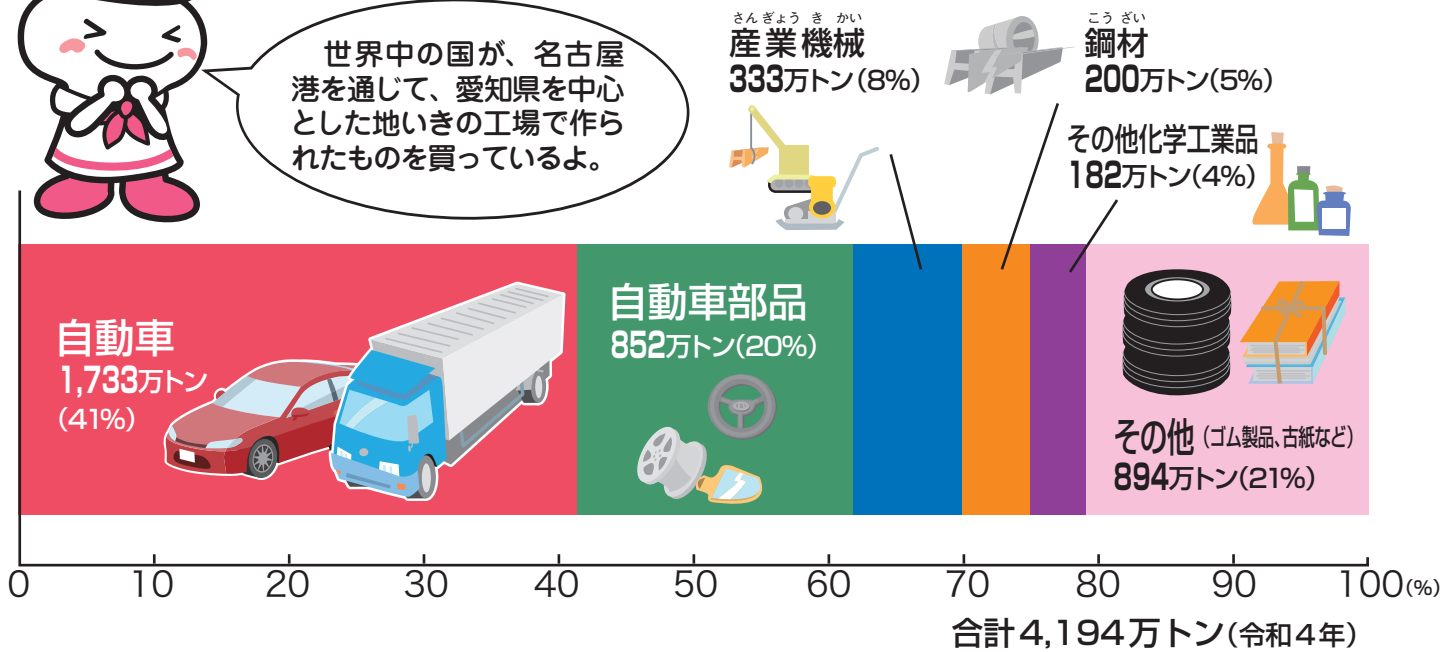 世界中の国が、名古屋
港を通じて、愛知県を中心
とした地いきの工場で作ら
れたものを買っているよ。
さんぎょうきかい
産業機械
333万トン(8%)
こうざい
鋼材
200万トン(5%)
その他化学工業品
182万トン(4%)
自動車
1,733万トン
(41%)
自動車部品
852万トン(20%)
その他(ゴム製品、古紙など)
894万トン(21%)
0 10 20 30 40 50 60 70 80 90 100(%)
合計4,194万トン(令和4年)